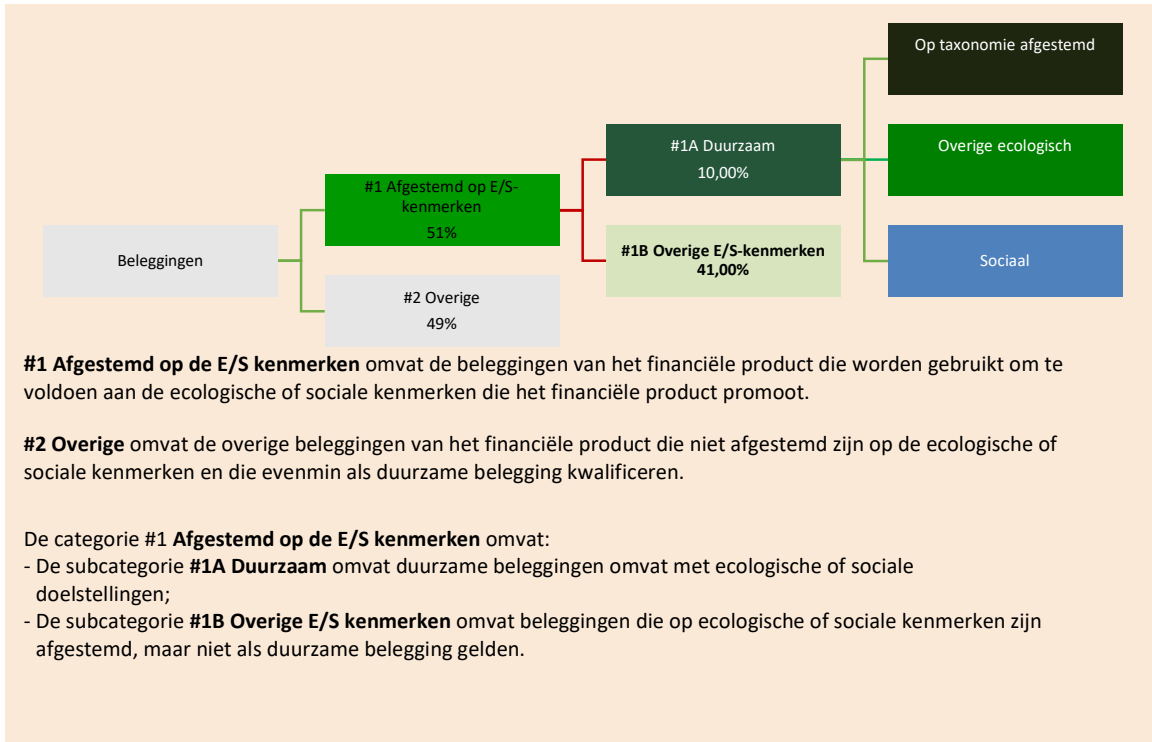 Op taxonomie afgestemd
#1A Duurzaam
10,00%
Overige ecologisch
#1 Afgestemd op E/S-
kenmerken
51%
Beleggingen
#1B Overige E/S-kenmerken
41,00%
Sociaal
#2 Overige
49%
#1 Afgestemd op de E/S kenmerken omvat de beleggingen van het financiële product die worden gebruikt om te
voldoen aan de ecologische of sociale kenmerken die het financiële product promoot.
#2 Overige omvat de overige beleggingen van het financiële product die niet afgestemd zijn op de ecologische of
sociale kenmerken en die evenmin als duurzame belegging kwalificeren.
De categorie #1 Afgestemd op de E/S kenmerken omvat:
- De subcategorie #1A Duurzaam omvat duurzame beleggingen omvat met ecologische of sociale
doelstellingen;
- De subcategorie #1B Overige E/S kenmerken omvat beleggingen die op ecologische of sociale kenmerken zijn
afgestemd, maar niet als duurzame belegging gelden.